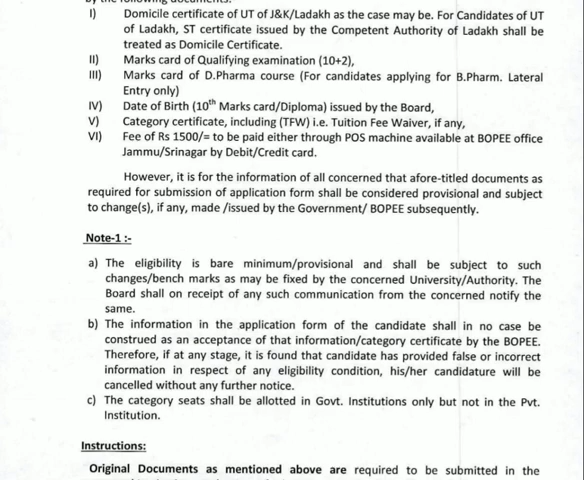 by the following documents:
I) Domicile certificate of UT of J&K/Ladakh as the case may be. For Candidates of UT
of Ladakh, ST certificate issued by the Competent Authority of Ladakh shall be
treated as Domicile Certificate.
II) Marks card of Qualifying examination (10+2),
III) Marks card of D.Pharma course (For candidates applying for B.Pharm. Lateral
Entry only)
IV) Date of Birth (10th Marks card/Diploma) issued by the Board,
V) Category certificate, including (TFW) i.e. Tuition Fee Waiver, if any,
VI) Fee of Rs 1500/= to be paid either through POS machine available at BOPEE office
Jammu/Srinagar by Debit/Credit card.
However, it is for the information of all concerned that afore-titled documents as
required for submission of application form shall be considered provisional and subject
to change(s), if any, made /issued by the Government/ BOPEE subsequently.
Note-1 :-
a) The eligibility is bare minimum/provisional and shall be subject to such
changes/bench marks as may be fixed by the concerned University/Authority. The
Board shall on receipt of any such communication from the concerned notify the
same.
b) The information in the application form of the candidate shall in no case be
construed as an acceptance of that information/category certificate by the BOPEE.
Therefore, if at any stage, it is found that candidate has provided false or incorrect
information in respect of any eligibility condition, his/her candidature will be
cancelled without any further notice.
c) The category seats shall be allotted in Govt. Institutions only but not in the Pvt.
Institution.
Instructions:
Original Documents as mentioned above are required to be submitted in the